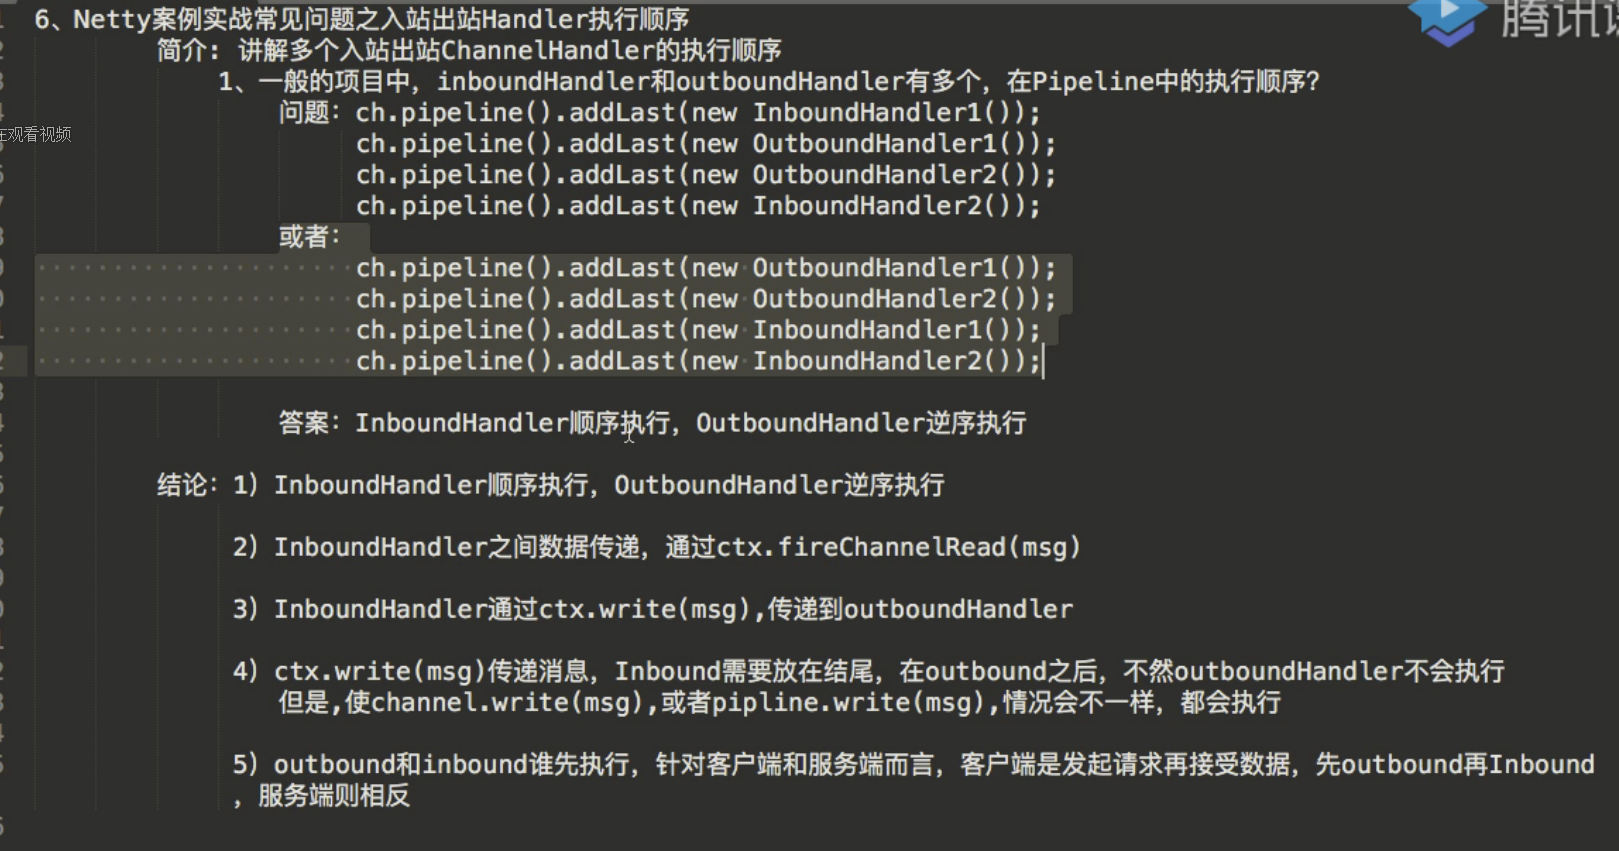 6、Netty案例实战常见问题之入站出站Handler执行顺序
简介: 讲解多个入站出站ChannelHandler的执行顺序
1、一般的项目中，inboundHandler和outboundHandler有多个，在Pipeline中的执行顺序?
问题: ch.pipeline().addLast(new InboundHandler1());
ch.pipeline().addLast(new OutboundHandler1());
ch.pipeline().addLast(new OutboundHandler2());
ch.pipeline().addLast(new InboundHandler2());
或者:
ch.pipeline().addLast(new OutboundHandler1());
ch.pipeline().addLast(new OutboundHandler2());
ch.pipeline().addLast(new InboundHandler1());
ch.pipeline().addLast(new InboundHandler2());
答案: InboundHandler顺序执行，OutboundHandler逆序执行
结论: 1) InboundHandler顺序执行，OutboundHandler逆序执行
2) InboundHandler之间数据传递，通过ctx.fireChannelRead(msg)
3) InboundHandler通过ctx.write(msg),传递到outboundHandler
4) ctx.write(msg)传递消息，Inbound需要放在结尾，在outbound之后，不然outboundHandler不会执行
但是,使channel.write(msg),或者pipline.write(msg),情况会不一样，都会执行
5) outbound和inbound谁先执行，针对客户端和服务端而言，客户端是发起请求再接受数据，先outbound再Inbound
，服务端则相反
在观看视频
腾讯